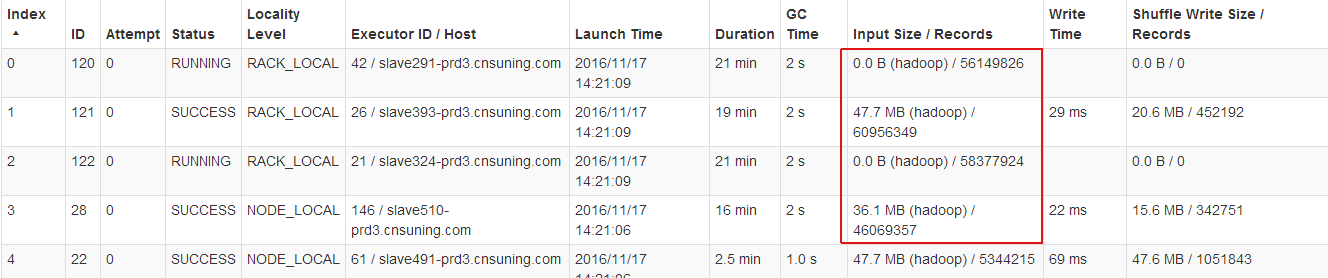 Index ID Attempt Status Locality Level Executor ID / Host Launch Time Duration GC Time Input Size / Records Write Time Shuffle Write Size / Records
0 120 0 RUNNING RACK_LOCAL 42 / slave291-prd3.cnsuning.com 2016/11/17 14:21:09 21 min 2 s 0.0 B (hadoop) / 56149826 0.0 B / 0
1 121 0 SUCCESS RACK_LOCAL 26 / slave393-prd3.cnsuning.com 2016/11/17 14:21:09 19 min 2 s 47.7 MB (hadoop) / 60956349 29 ms 20.6 MB / 452192
2 122 0 RUNNING RACK_LOCAL 21 / slave324-prd3.cnsuning.com 2016/11/17 14:21:09 21 min 2 s 0.0 B (hadoop) / 58377924 0.0 B / 0
3 28 0 SUCCESS NODE_LOCAL 146 / slave510-prd3.cnsuning.com 2016/11/17 14:21:06 16 min 2 s 36.1 MB (hadoop) / 46069357 22 ms 15.6 MB / 342751
4 22 0 SUCCESS NODE_LOCAL 61 / slave491-prd3.cnsuning.com 2016/11/17 2.5 min 1.0 s 47.7 MB (hadoop) / 5344215 69 ms 47.6 MB / 1051843